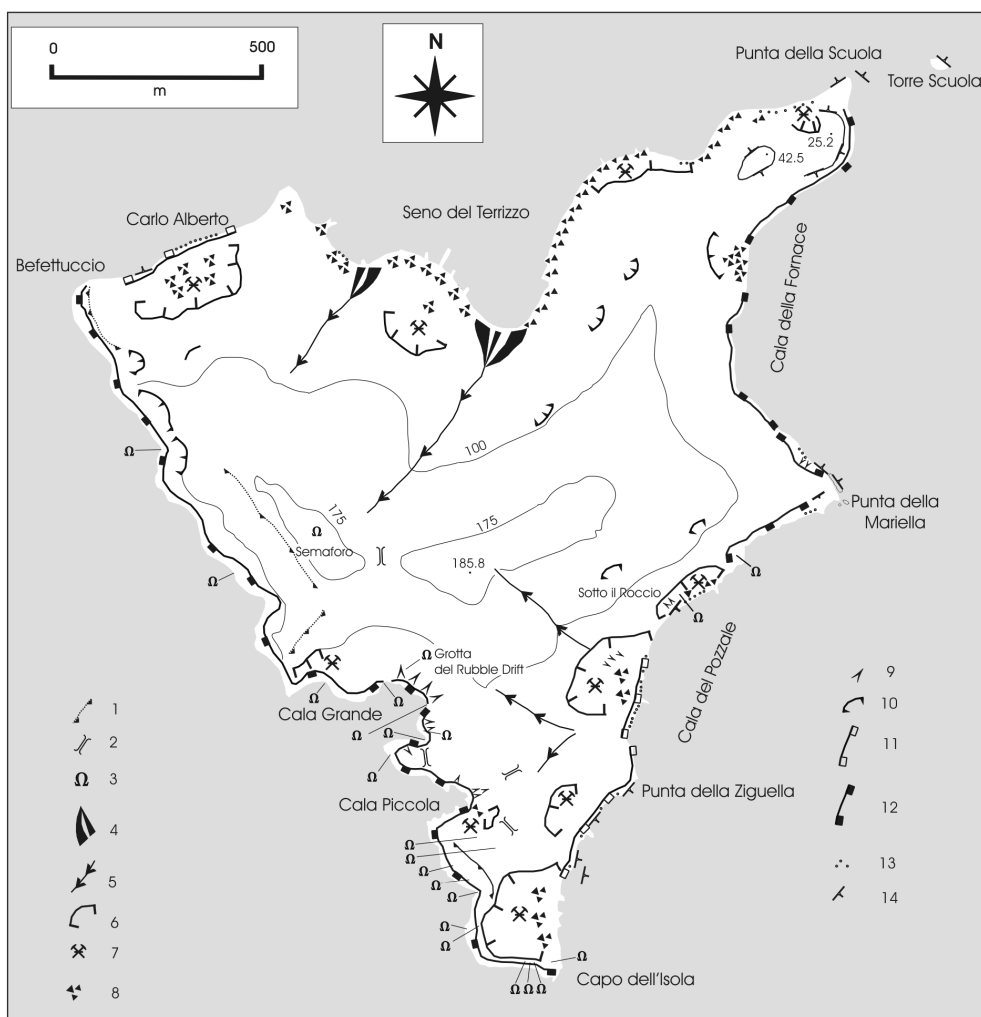 0 500
m
N
Punta della Scuola
Torre Scuola
25.2
42.5
Carlo Alberto
Seno del Terrizzo
Befettuccio
Cala della Fornace
100
Ω
175
175
Ω
Semaforo
185.8
Punta della
Mariella
Ω
Ω
Sotto il Roccio
Ω
Ω Grotta
del Rubble Drift
Cala del Pozzale
Ω
Ω
Cala Grande
Ω
Ω
Ω
Ω
Cala Piccola
Punta della Ziguella
Ω
Ω
Ω
Ω
Ω
Ω
Ω
Ω
Ω Ω Ω
Capo dell'Isola
1
2
Ω 3
4
5
6
7
8
9
10
11
12
13
14